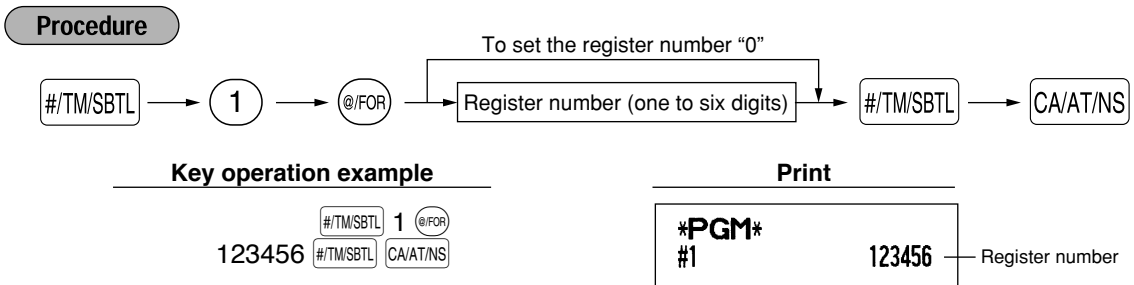 Procedure
To set the register number “0”
#/TM/SBTL 1 @/FOR Register number (one to six digits) #/TM/SBTL CA/AT/NS
Key operation example
#/TM/SBTL 1 @/FOR
123456 #/TM/SBTL CA/AT/NS
Print
*PGM*
#1 123456 Register number